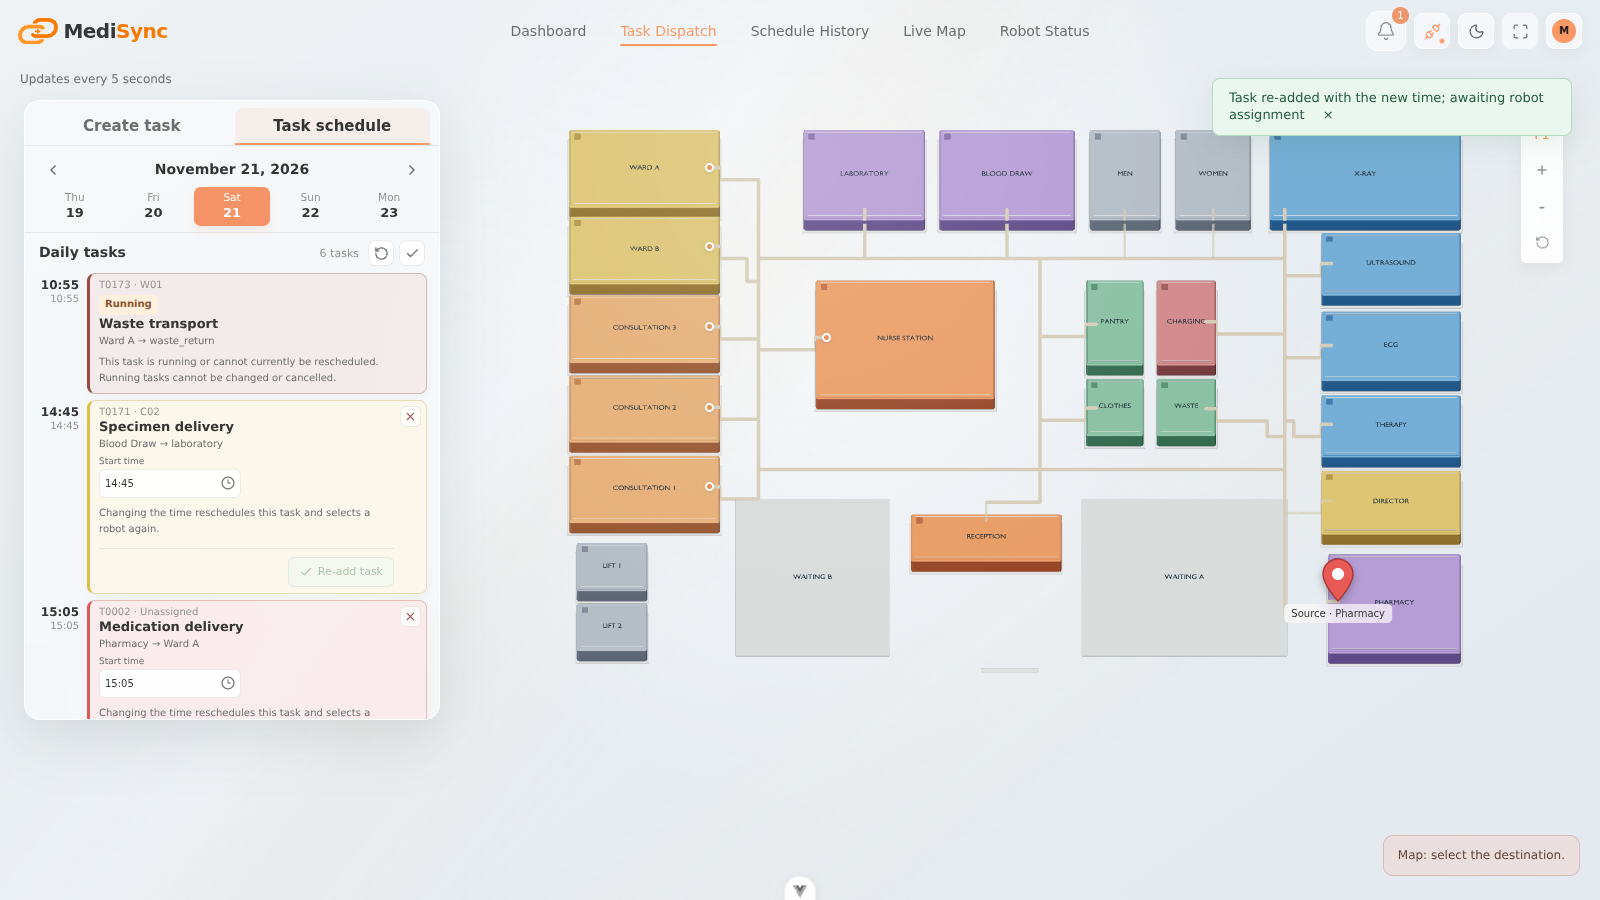 MediSync
Dashboard
Task Dispatch
Schedule History
Live Map
Robot Status
1
M
Updates every 5 seconds
Create task
Task schedule
November 21, 2026
Thu
19
Fri
20
Sat
21
Sun
22
Mon
23
Daily tasks
6 tasks
10:55
10:55
T0173 · W01
Running
Waste transport
Ward A → waste_return
This task is running or cannot currently be rescheduled.
Running tasks cannot be changed or cancelled.
14:45
14:45
T0171 · C02
Specimen delivery
Blood Draw → laboratory
Start time
14:45
Changing the time reschedules this task and selects a
robot again.
Re-add task
15:05
15:05
T0002 · Unassigned
Medication delivery
Pharmacy → Ward A
Start time
15:05
Changing the time reschedules this task and selects a
Task re-added with the new time; awaiting robot
assignment ×
+
-
WARD A
WARD B
CONSULTATION 3
CONSULTATION 2
CONSULTATION 1
LIFT 1
LIFT 2
LABORATORY
BLOOD DRAW
MEN
WOMEN
X-RAY
ULTRASOUND
ECG
THERAPY
DIRECTOR
NURSE STATION
PANTRY
CHARGING
CLOTHES
WASTE
RECEPTION
WAITING B
WAITING A
PHARMACY
Source · Pharmacy
Map: select the destination.